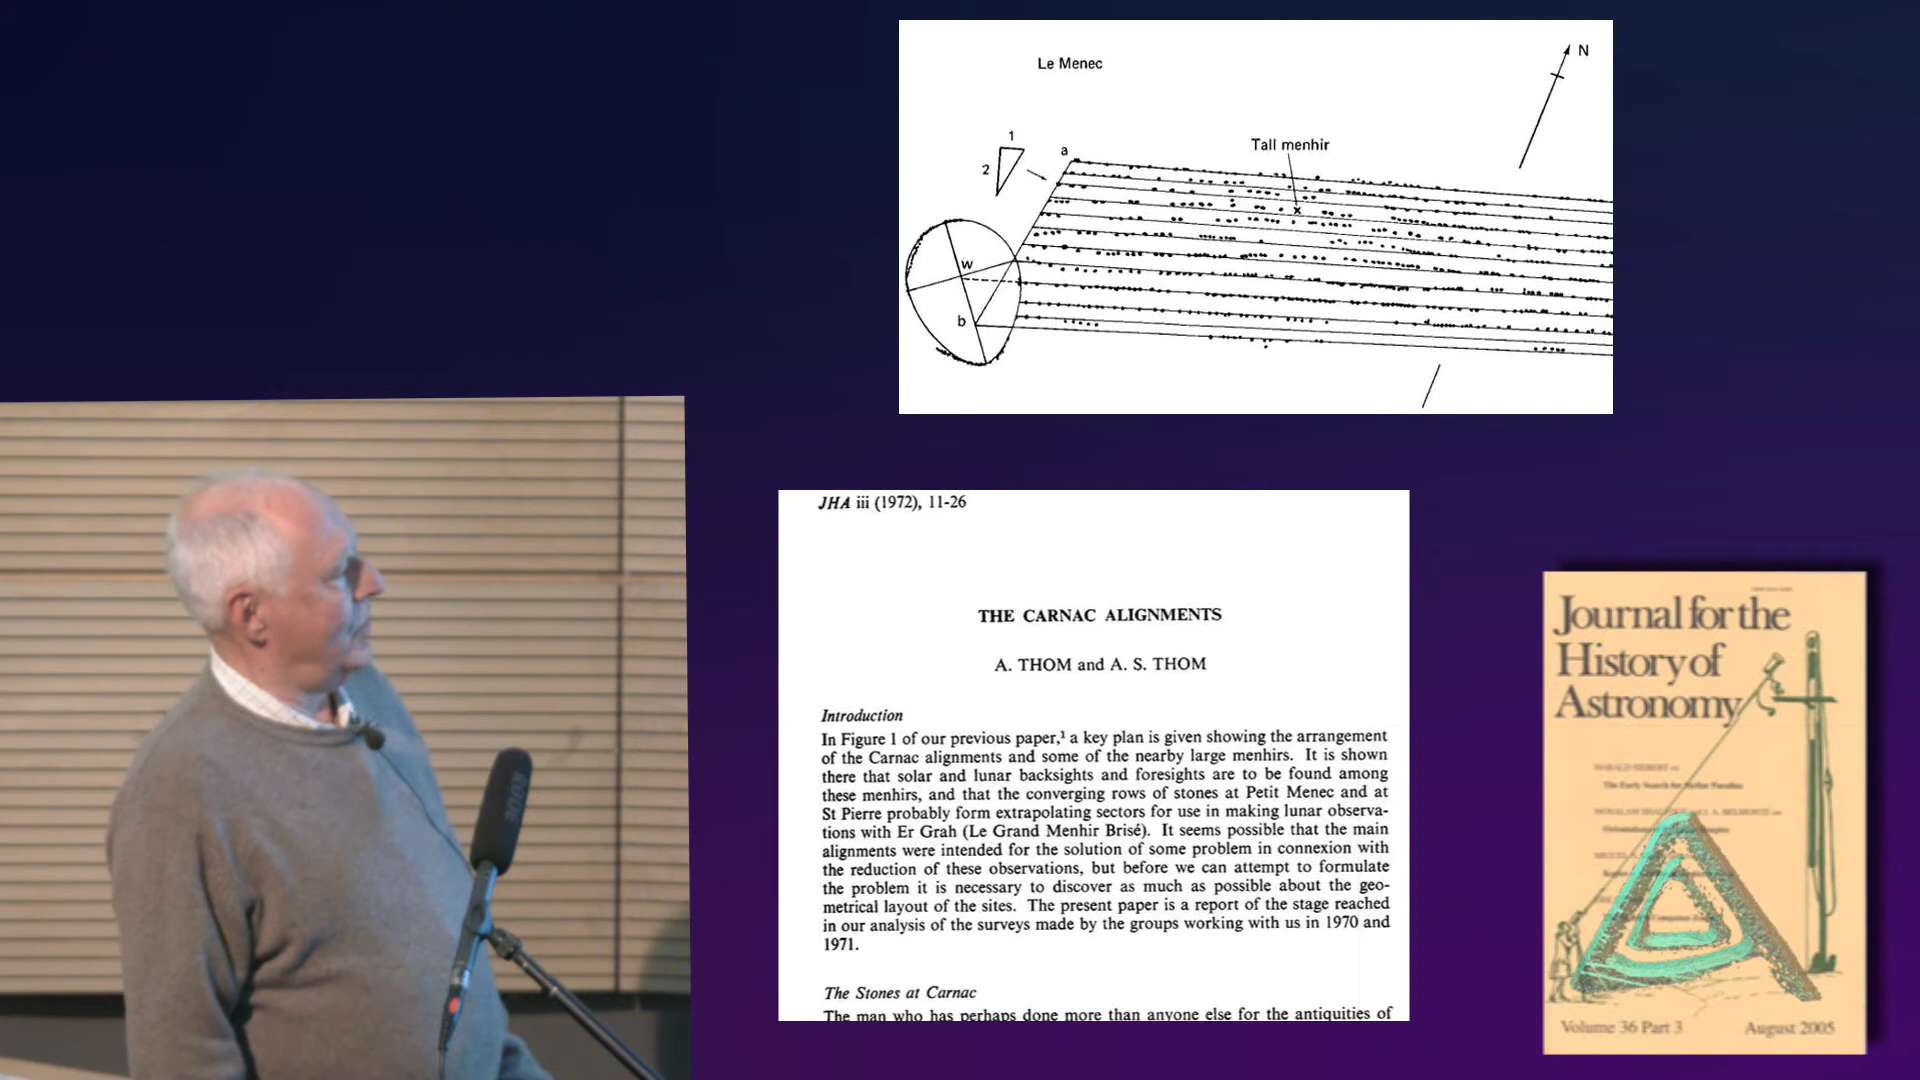 Le Menec
N
1
2
a
Tall menhir
x
w
b
JHA iii (1972), 11-26
THE CARNAC ALIGNMENTS
A. THOM and A. S. THOM
Introduction
In Figure 1 of our previous paper,¹ a key plan is given showing the arrangement
of the Carnac alignments and some of the nearby large menhirs. It is shown
there that solar and lunar backsights and foresights are to be found among
these menhirs, and that the converging rows of stones at Petit Menec and at
St Pierre probably form extrapolating sectors for use in making lunar observa-
tions with Er Grah (Le Grand Menhir Brisé). It seems possible that the main
alignments were intended for the solution of some problem in connexion with
the reduction of these observations, but before we can attempt to formulate
the problem it is necessary to discover as much as possible about the geo-
metrical layout of the sites. The present paper is a report of the stage reached
in our analysis of the surveys made by the groups working with us in 1970 and
1971.
The Stones at Carnac
The man who has perhaps done more than anyone else for the antiquities of
Journal for the
History of
Astronomy
The Early Search for Stellar Parallax
Volume 36 Part 3 August 2005
RODE